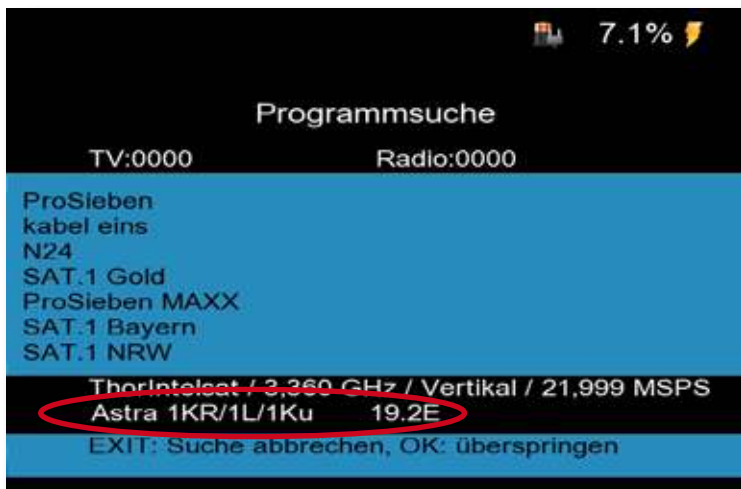 7.1%
Programmsuche
TV:0000 Radio:0000
ProSieben
kabel eins
N24
SAT.1 Gold
ProSieben MAXX
SAT.1 Bayern
SAT.1 NRW
ThorIntelsat / 3,360 GHz / Vertikal / 21,999 MSPS
Astra 1KR/1L/1Ku 19.2E
EXIT: Suche abbrechen, OK: überspringen